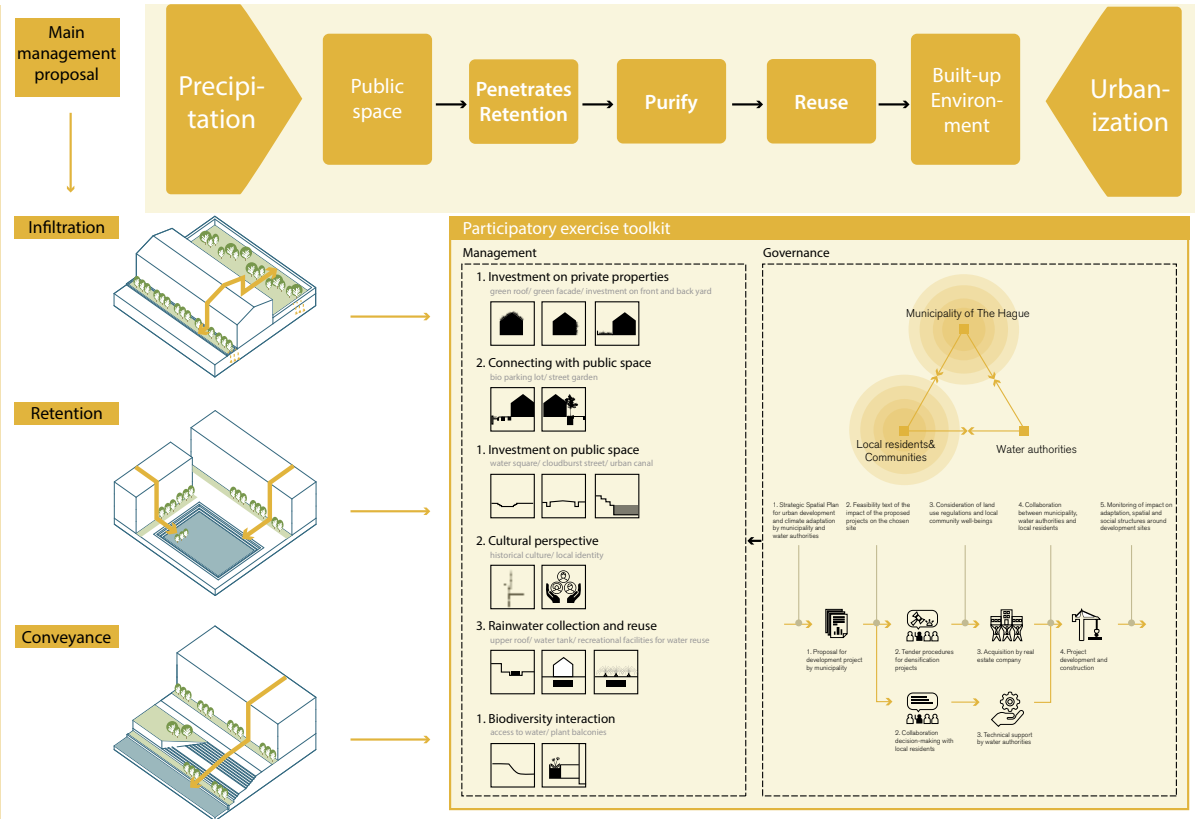 Main
management
proposal
Precipi-
tation
Public
space
Penetrates
Retention
Purify
Reuse
Built-up
Environ-
ment
Urban-
ization
Infiltration
Retention
Conveyance
Participatory exercise toolkit
Management
1. Investment on private properties
green roof/ green facade/ investment on front and back yard
2. Connecting with public space
bio parking lot/ street garden
1. Investment on public space
water square/ cloudburst street/ urban canal
2. Cultural perspective
historical culture/ local identity
3. Rainwater collection and reuse
upper roof/ water tank/ recreational facilities for water reuse
1. Biodiversity interaction
access to water/ plant balconies
Governance
Municipality of The Hague
Local residents&
Communities
Water authorities
1. Strategic Spatial Plan
for urban development
and climate adaptation
by municipality and
water authorities
2. Feasibility text of the
impact of the proposed
projects on the chosen
site
3. Consideration of land
use regulations and local
community well-beings
4. Collaboration
between municipality,
water authorities and
local residents
5. Monitoring of impact on
adaptation, spatial and
social structures around
development sites
1. Proposal for
development project
by municipality
2. Tender procedures
for densification
projects
3. Acquisition by real
estate company
4. Project
development and
construction
2. Collaboration
decision-making with
local residents
3. Technical support
by water authorities